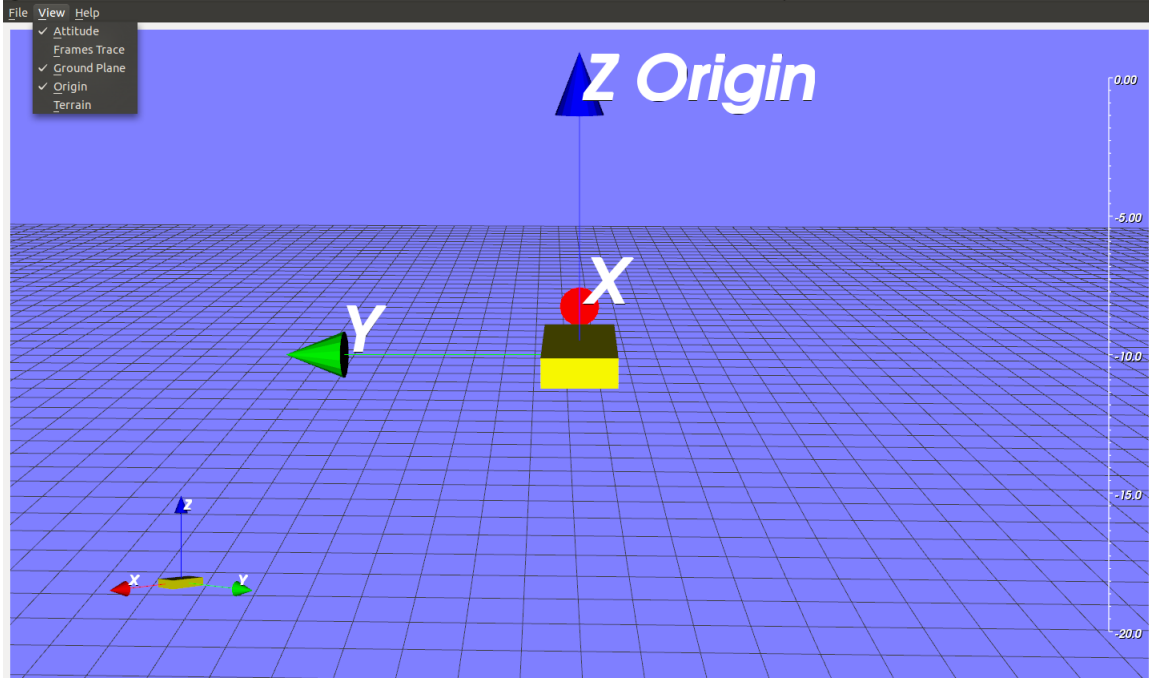 File View Help
Attitude
Frames Trace
Ground Plane
Origin
Terrain
Z Origin
0.00
-5.00
X
Y
-10.0
-15.0
Z
X
Y
-20.0